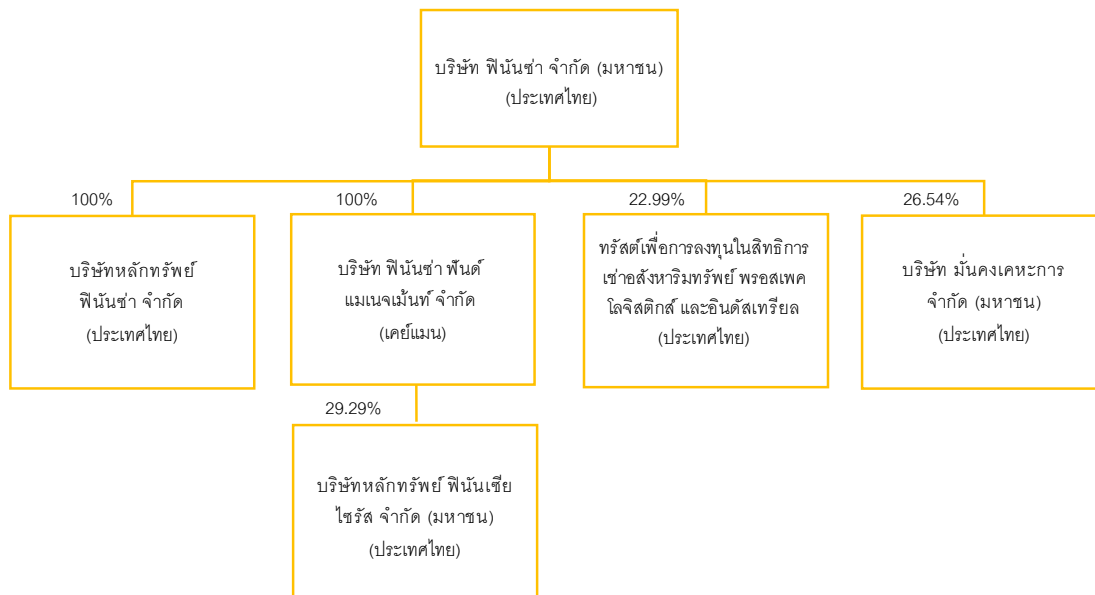 บริษัท ฟินันซ่า จำกัด (มหาชน)
(ประเทศไทย)
100%
100%
22.99%
26.54%
บริษัทหลักทรัพย์
ฟินันซ่า จำกัด
(ประเทศไทย)
บริษัท ฟินันซ่า ฟันด์
แมเนจเม้นท์ จำกัด
(เคย์แมน)
ทรัสต์เพื่อการลงทุนในสิทธิการ
เช่าอสังหาริมทรัพย์ พรอสเพค
โลจิสติกส์ และอินดัสเทรียล
(ประเทศไทย)
บริษัท มั่นคงเคหะการ
จำกัด (มหาชน)
(ประเทศไทย)
29.29%
บริษัทหลักทรัพย์ ฟินันเซีย
ไซรัส จำกัด (มหาชน)
(ประเทศไทย)